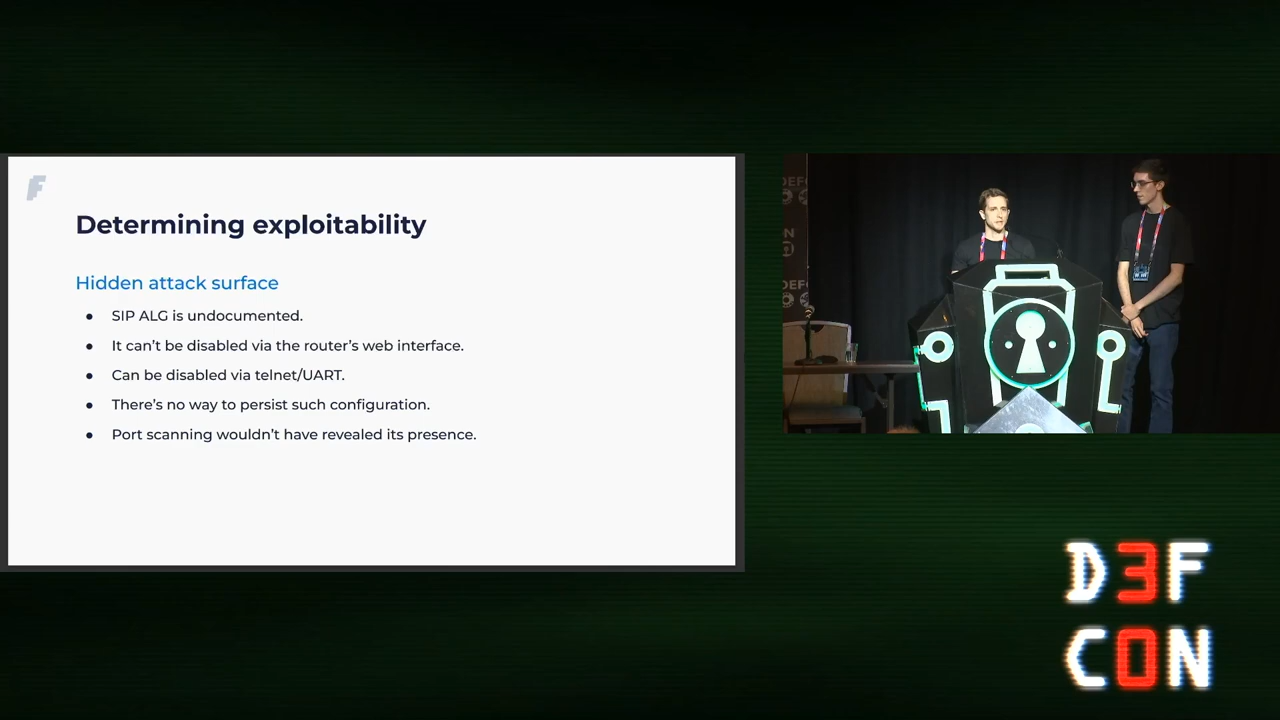 F
Determining exploitability
Hidden attack surface
● SIP ALG is undocumented.
● It can’t be disabled via the router’s web interface.
● Can be disabled via telnet/UART.
● There’s no way to persist such configuration.
● Port scanning wouldn’t have revealed its presence.
D3F
C0N